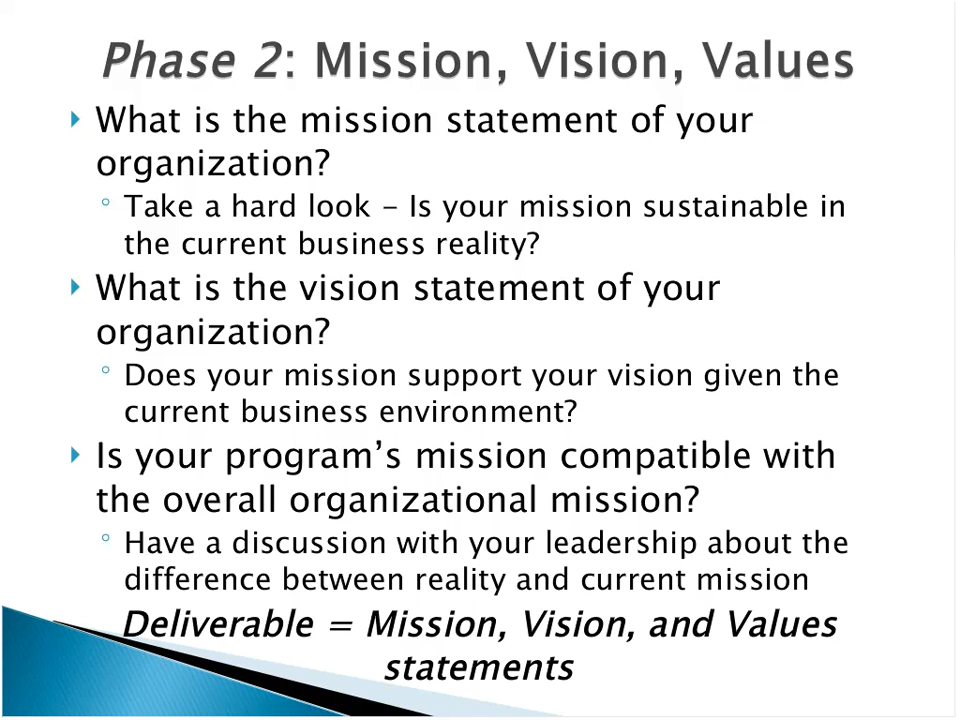 Phase 2: Mission, Vision, Values
What is the mission statement of your
organization?
Take a hard look - Is your mission sustainable in
the current business reality?
What is the vision statement of your
organization?
Does your mission support your vision given the
current business environment?
Is your program’s mission compatible with
the overall organizational mission?
Have a discussion with your leadership about the
difference between reality and current mission
Deliverable = Mission, Vision, and Values
statements